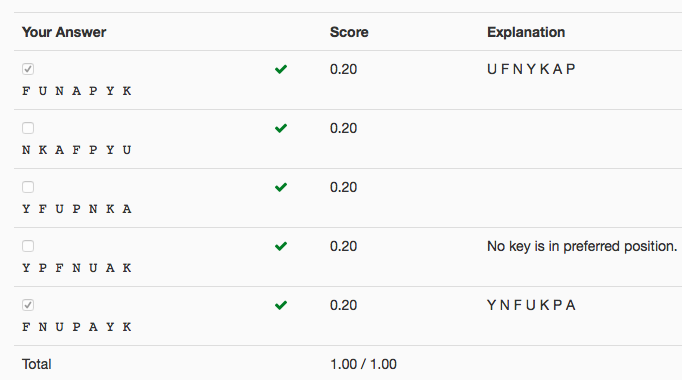 Your Answer Score Explanation
0.20 U F N Y K A P
F U N A P Y K
0.20
N K A F P Y U
0.20
Y F U P N K A
0.20 No key is in preferred position.
Y P F N U A K
0.20 Y N F U K P A
F N U P A Y K
Total 1.00 / 1.00